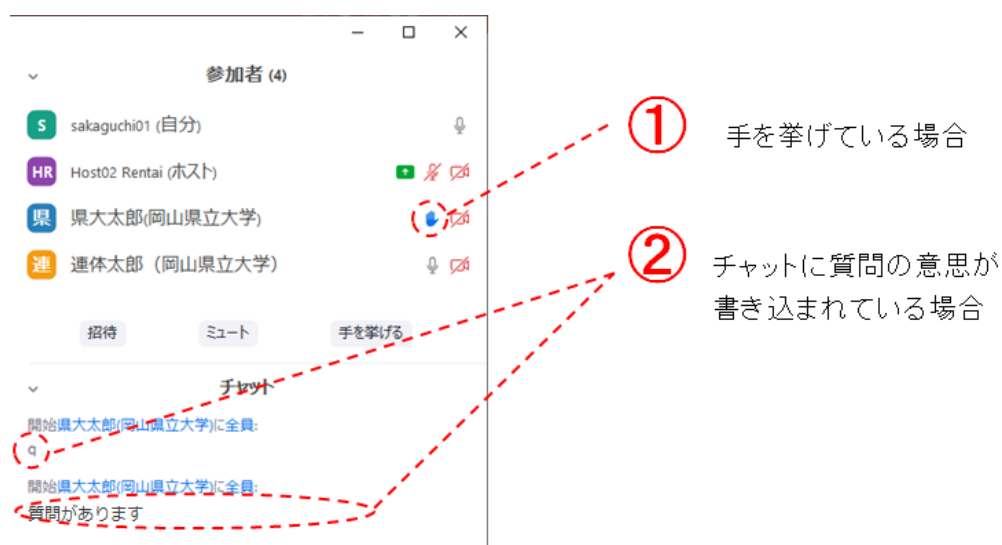 参加者 (4)
S sakaguchi01 (自分)
HR Host02 Rentai (ホスト)
県 県大太郎(岡山県立大学)
連 連体太郎（岡山県立大学）
招待 ミュート 手を挙げる
チャット
開始県大太郎(岡山県立大学)に全員:
q
開始県大太郎(岡山県立大学)に全員:
質問があります
① 手を挙げている場合
② チャットに質問の意思が
書き込まれている場合